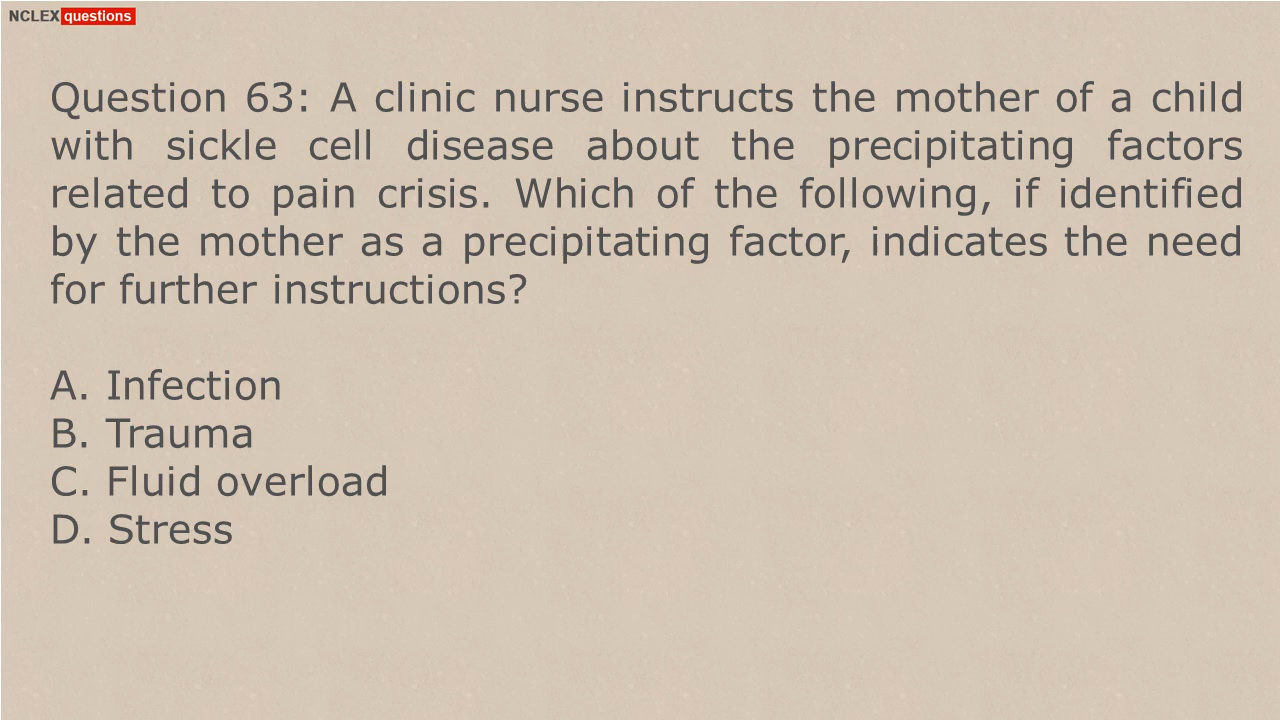 NCLEX questions
Question 63: A clinic nurse instructs the mother of a child
with sickle cell disease about the precipitating factors
related to pain crisis. Which of the following, if identified
by the mother as a precipitating factor, indicates the need
for further instructions?
A. Infection
B. Trauma
C. Fluid overload
D. Stress